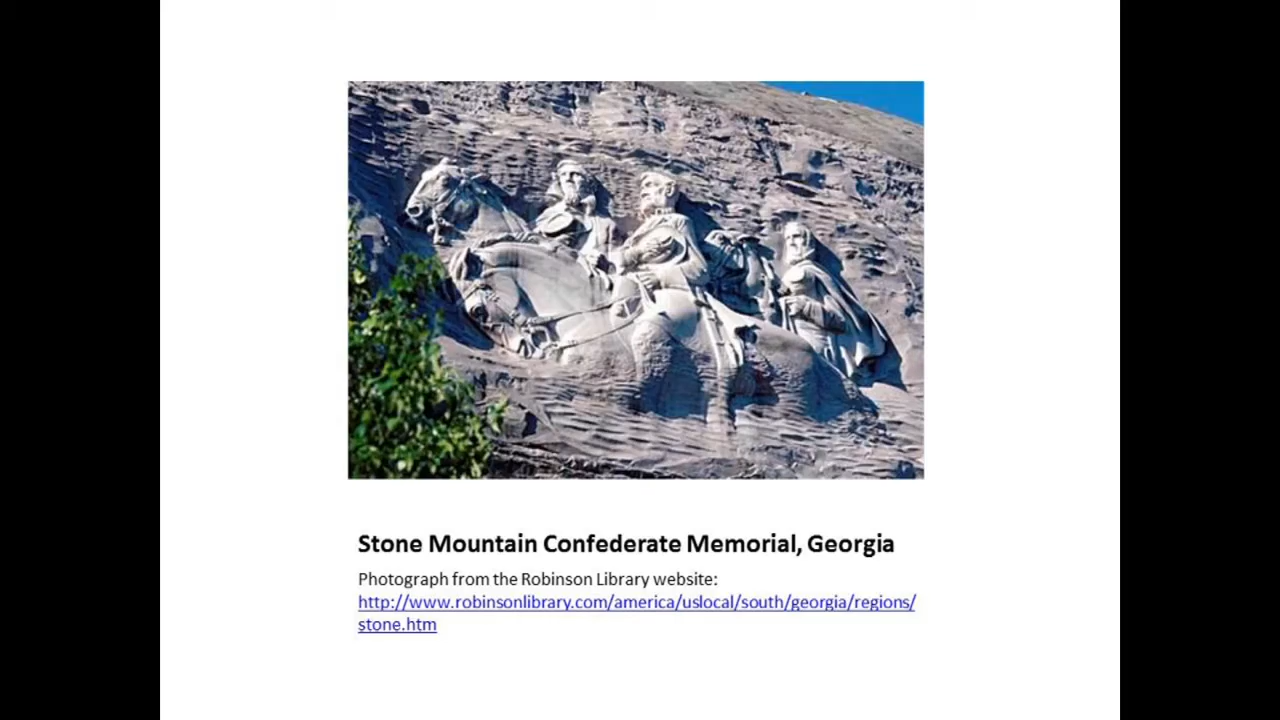 Stone Mountain Confederate Memorial, Georgia
Photograph from the Robinson Library website:
http://www.robinsonlibrary.com/america/uslocal/south/georgia/regions/
stone.htm